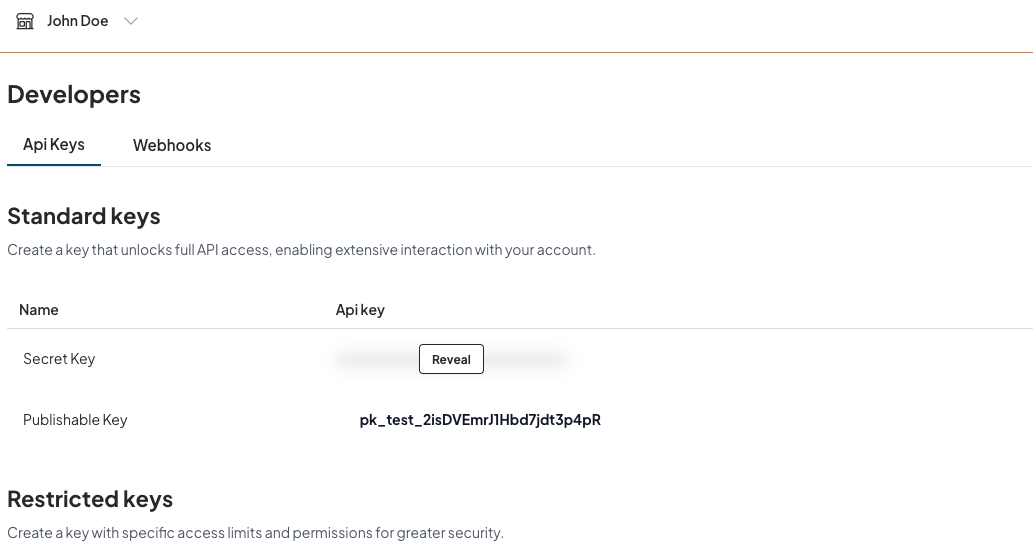 John Doe
Developers
Api Keys Webhooks
Standard keys
Create a key that unlocks full API access, enabling extensive interaction with your account.
Name Api key
Secret Key Reveal
Publishable Key pk_test_2isDVEmrJ1Hbd7jdt3p4pR
Restricted keys
Create a key with specific access limits and permissions for greater security.